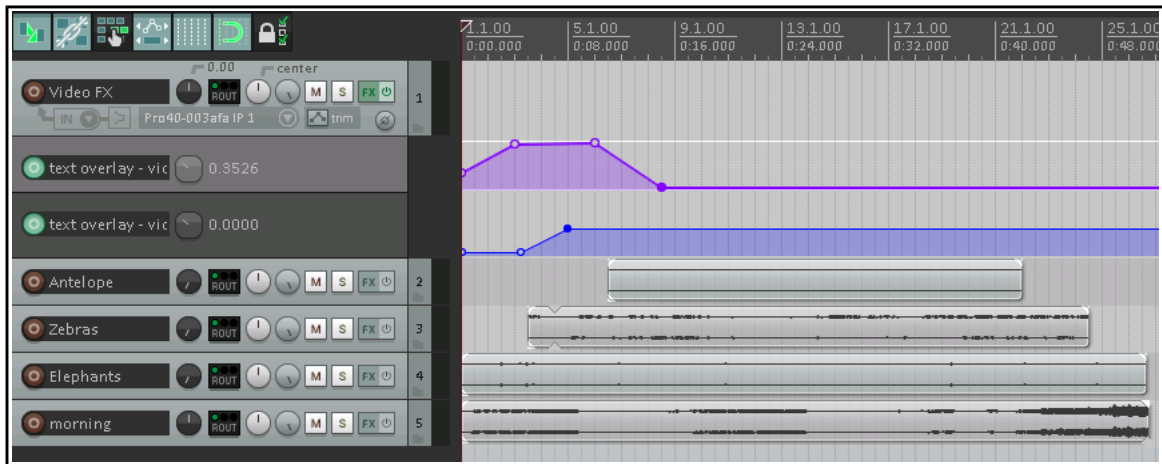 1.1.00 5.1.00 9.1.00 13.1.00 17.1.00 21.1.00 25.1.00
0:00.000 0:08.000 0:16.000 0:24.000 0:32.000 0:40.000 0:48.000
0.00 center
Video FX ROUT M S FX 1
IN Pro40-003afa IP 1 trim
text overlay - vic 0.3526
text overlay - vic 0.0000
Antelope ROUT M S FX 2
Zebras ROUT M S FX 3
Elephants ROUT M S FX 4
morning ROUT M S FX 5